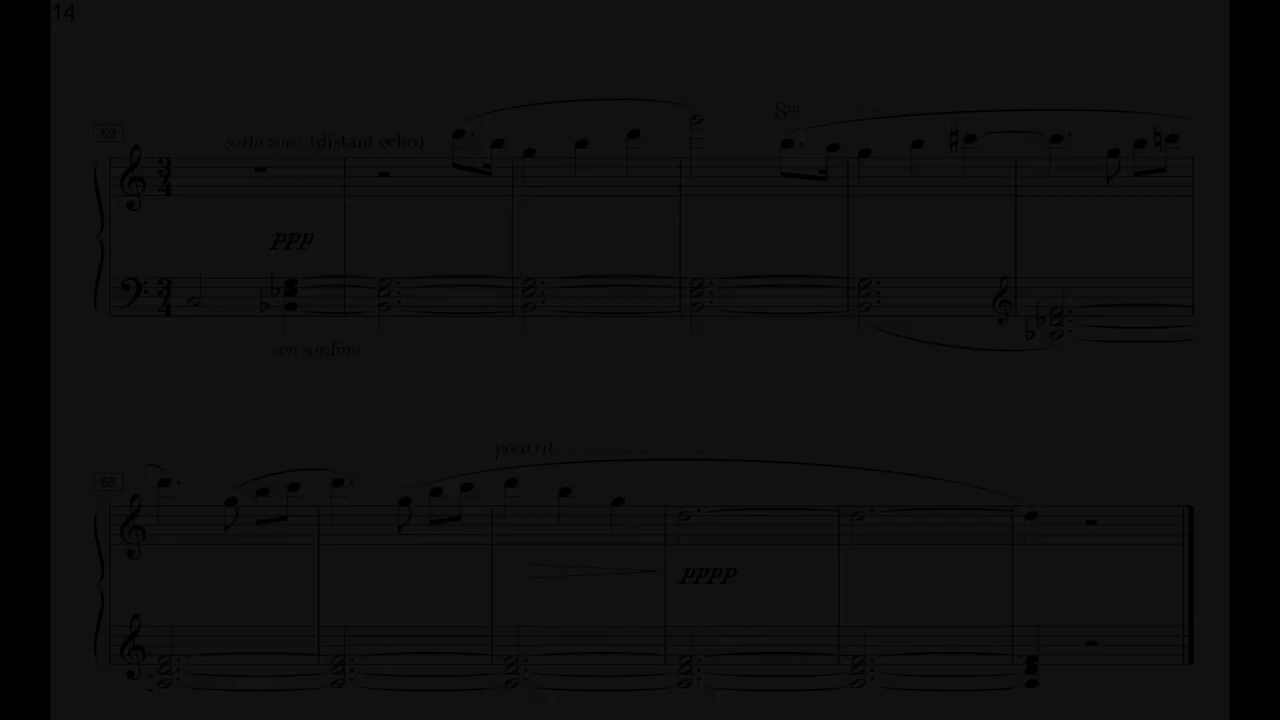 14
59
sotto voce (distant echo)
8va
ppp
con sordino
65
poco rit.
pppp